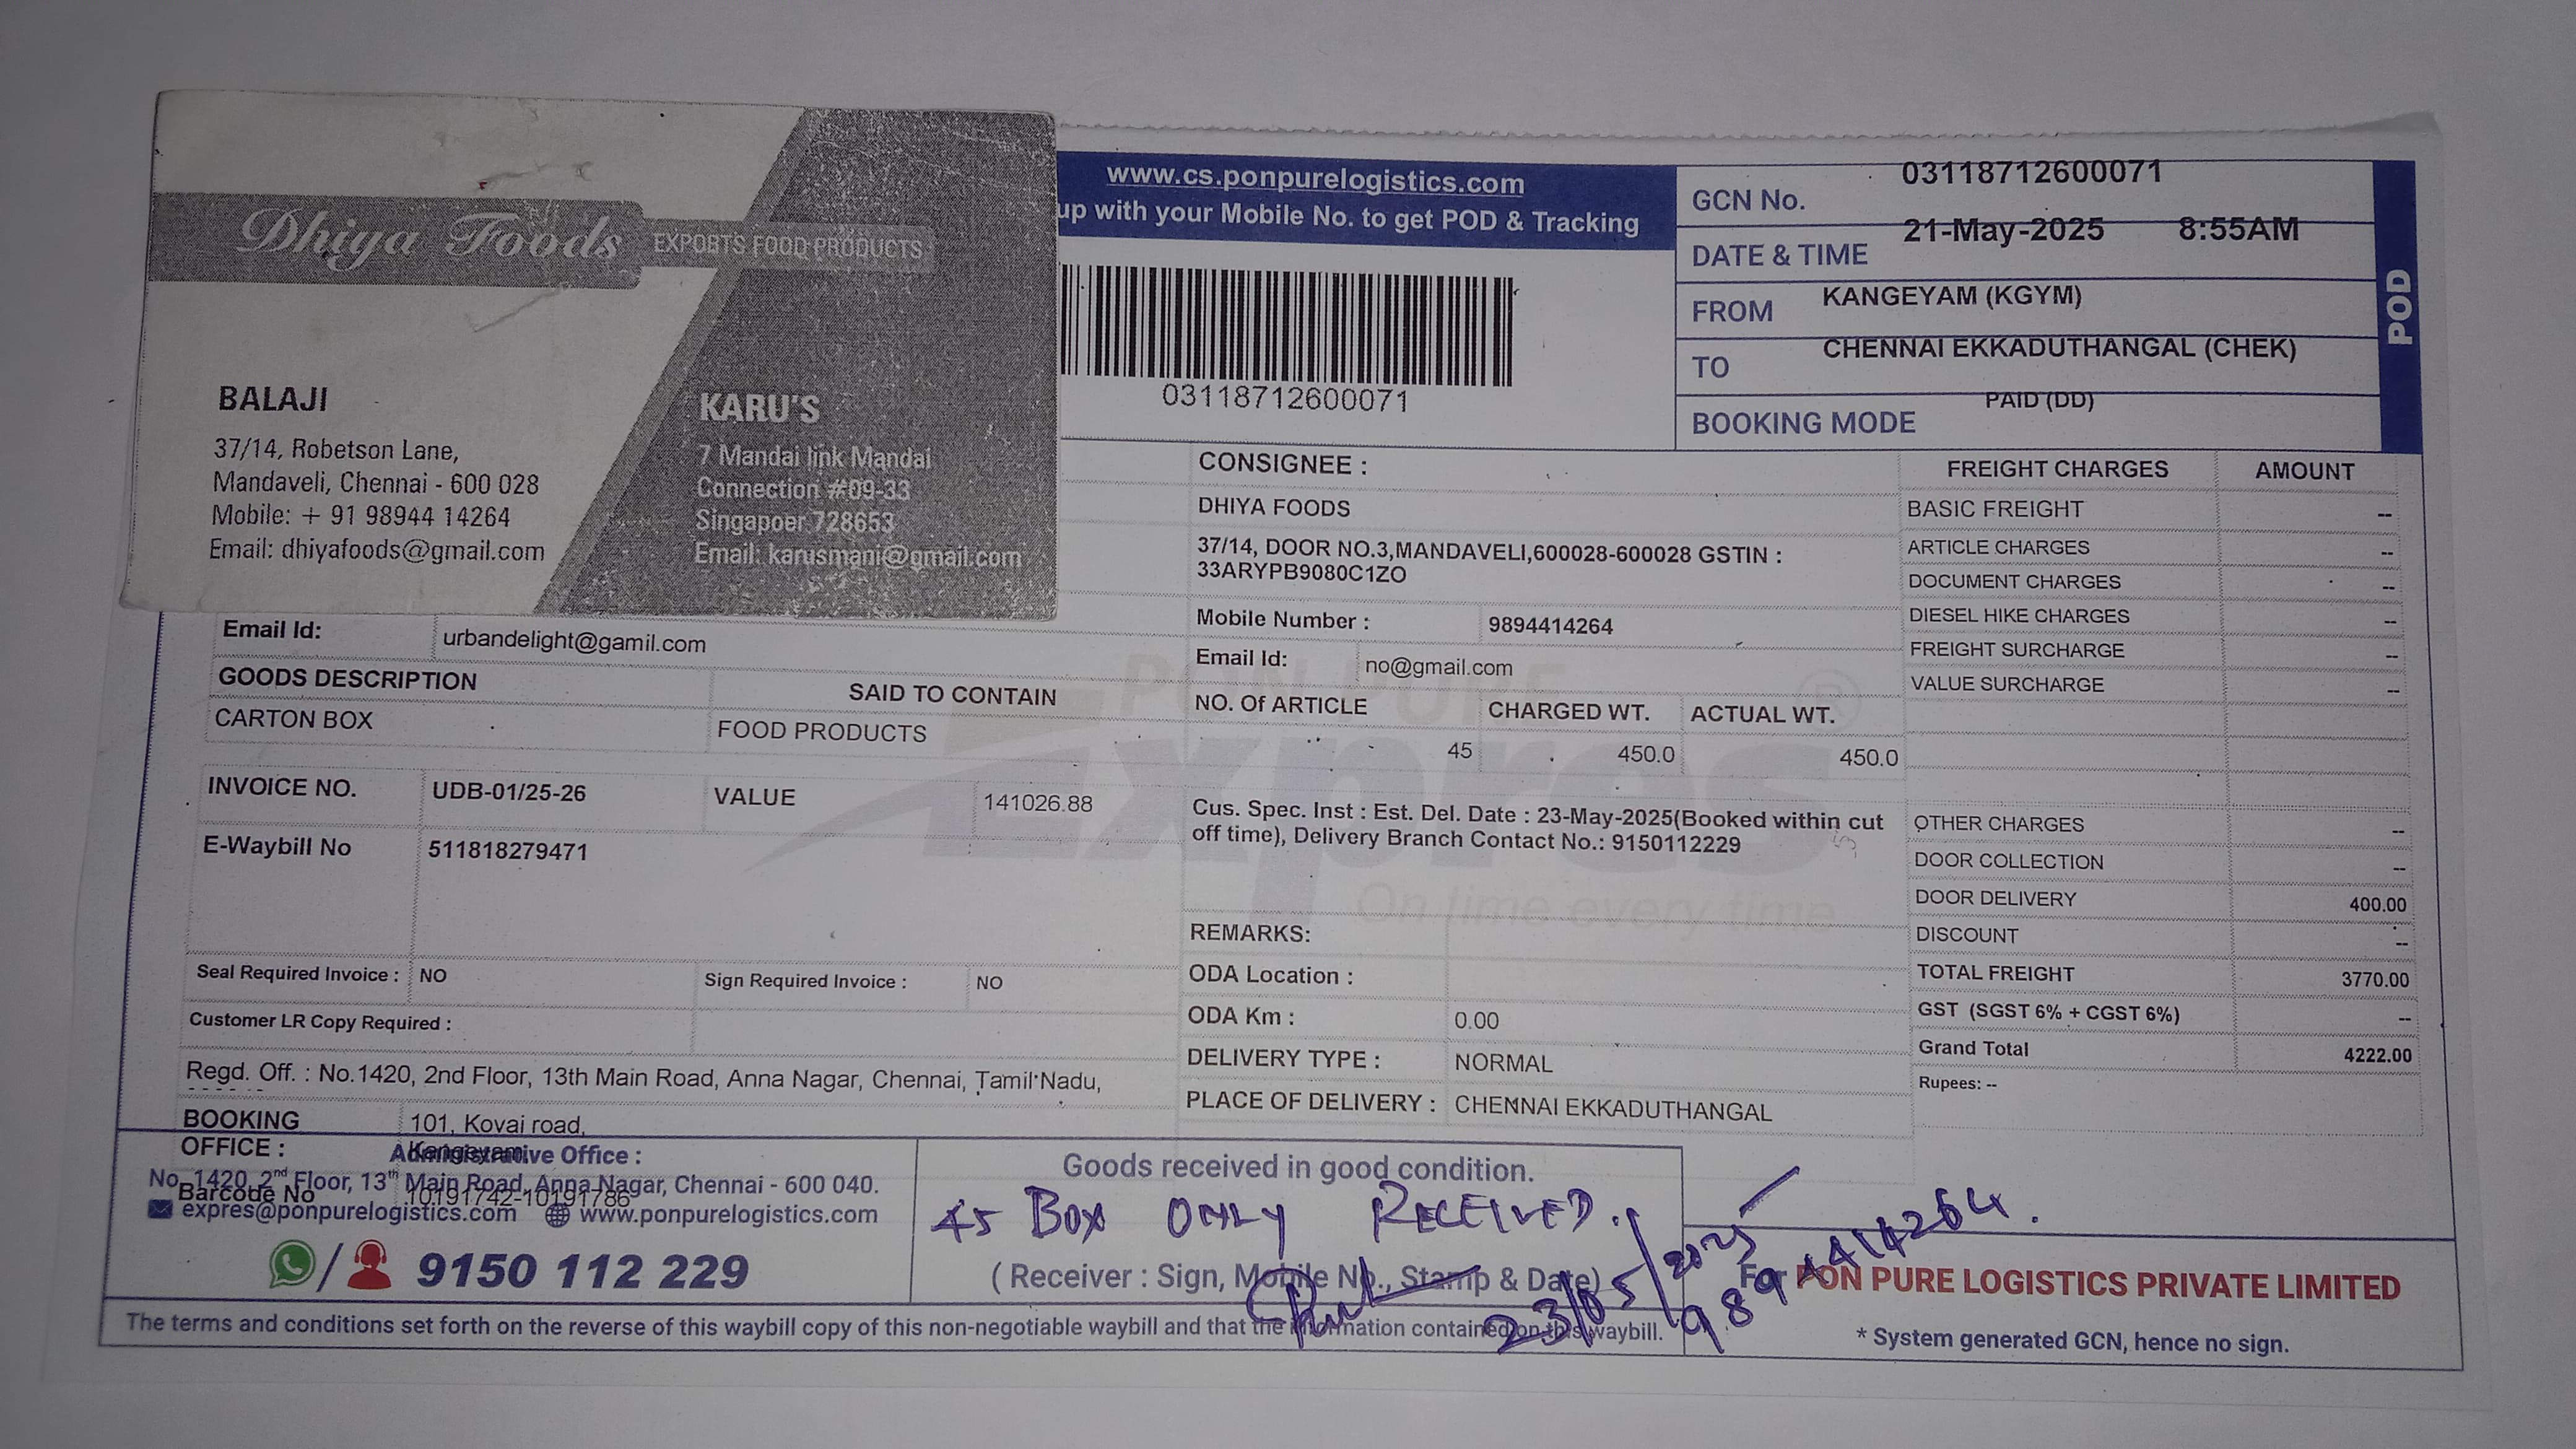 Dhiya Foods EXPORTS FOOD PRODUCTS
BALAJI
37/14, Robetson Lane,
Mandaveli, Chennai - 600 028
Mobile: + 91 98944 14264
Email: dhiyafoods@gmail.com
KARU'S
7 Mandai link Mandai
Connection #09-33
Singapoer 728653
Email: karusmani@gmail.com
www.cs.ponpurelogistics.com
up with your Mobile No. to get POD & Tracking
03118712600071
GCN No. 03118712600071
DATE & TIME 21-May-2025 8:55AM
FROM KANGEYAM (KGYM)
TO CHENNAI EKKADUTHANGAL (CHEK)
BOOKING MODE PAID (DD)
POD
CONSIGNEE :
DHIYA FOODS
37/14, DOOR NO.3,MANDAVELI,600028-600028 GSTIN :
33ARYPB9080C1ZO
Mobile Number : 9894414264
Email Id: no@gmail.com
Email Id: urbandelight@gamil.com
GOODS DESCRIPTION SAID TO CONTAIN
CARTON BOX FOOD PRODUCTS
NO. Of ARTICLE CHARGED WT. ACTUAL WT.
45 450.0 450.0
INVOICE NO. UDB-01/25-26 VALUE 141026.88
E-Waybill No 511818279471
Cus. Spec. Inst : Est. Del. Date : 23-May-2025(Booked within cut
off time), Delivery Branch Contact No.: 9150112229
PON PURE
Expres ®
On time every time
Seal Required Invoice : NO Sign Required Invoice : NO
Customer LR Copy Required :
Regd. Off. : No.1420, 2nd Floor, 13th Main Road, Anna Nagar, Chennai, Tamil Nadu,
BOOKING
OFFICE : 101, Kovai road,
Kangeyam
Barcode No 10191742-10191786
REMARKS:
ODA Location :
ODA Km : 0.00
DELIVERY TYPE : NORMAL
PLACE OF DELIVERY : CHENNAI EKKADUTHANGAL
FREIGHT CHARGES AMOUNT
BASIC FREIGHT --
ARTICLE CHARGES --
DOCUMENT CHARGES --
DIESEL HIKE CHARGES --
FREIGHT SURCHARGE --
VALUE SURCHARGE --
OTHER CHARGES --
DOOR COLLECTION --
DOOR DELIVERY 400.00
DISCOUNT --
TOTAL FREIGHT 3770.00
GST (SGST 6% + CGST 6%) --
Grand Total 4222.00
Rupees: --
Administrative Office :
No. 1420, 2nd Floor, 13th Main Road, Anna Nagar, Chennai - 600 040.
expres@ponpurelogistics.com www.ponpurelogistics.com
/ 9150 112 229
Goods received in good condition.
45 BOX ONLY RECEIVED.
(Receiver : Sign, Mobile No., Stamp & Date)
23/05/2025
9894414264.
For PON PURE LOGISTICS PRIVATE LIMITED
* System generated GCN, hence no sign.
The terms and conditions set forth on the reverse of this waybill copy of this non-negotiable waybill and that the information contained on this waybill.